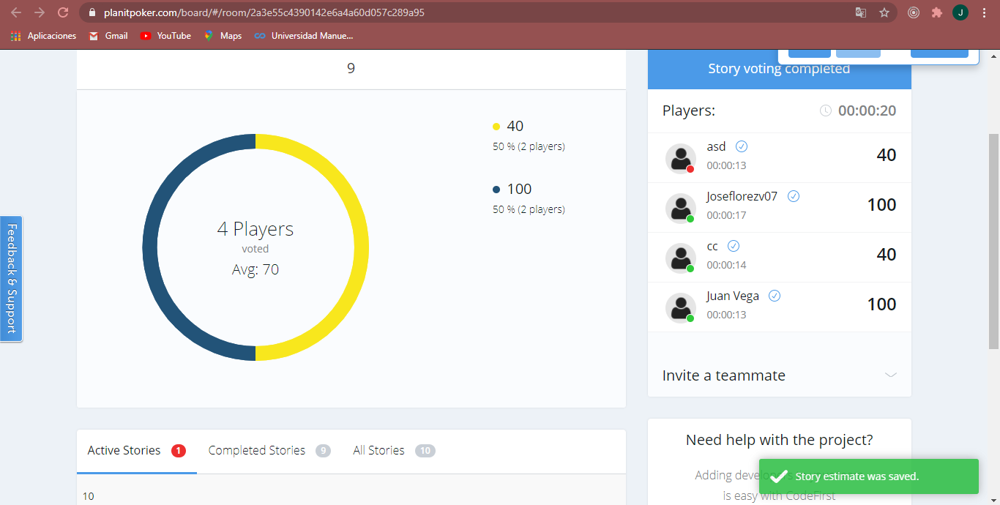 planitpoker.com/board/#/room/2a3e55c4390142e6a4a60d057c289a95
J
Aplicaciones
Gmail
YouTube
Maps
Universidad Manue...
9
40
50 % (2 players)
100
50 % (2 players)
4 Players
voted
Avg: 70
Feedback & Support
Story voting completed
Players:
00:00:20
asd
40
00:00:13
Joseflorezv07
100
00:00:17
cc
40
00:00:14
Juan Vega
100
00:00:13
Invite a teammate
Active Stories 1
Completed Stories 9
All Stories 10
10
Need help with the project?
Adding developers
is easy with CodeFirst
Story estimate was saved.